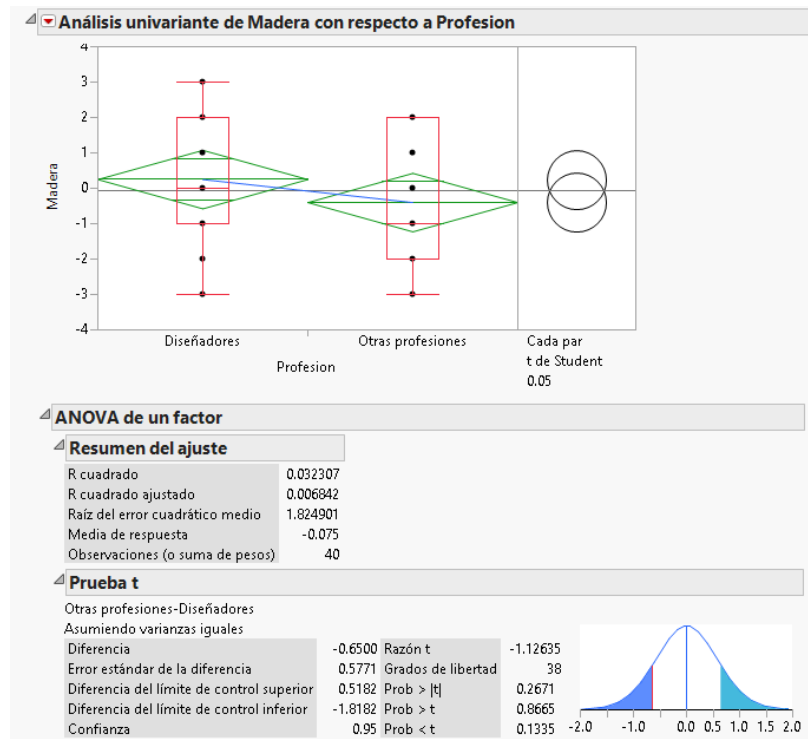 Análisis univariante de Madera con respecto a Profesion
4
3
2
1
0
-1
-2
-3
-4
Madera
Diseñadores Otras profesiones Cada par
t de Student
0.05
Profesion
ANOVA de un factor
Resumen del ajuste
R cuadrado 0.032307
R cuadrado ajustado 0.006842
Raíz del error cuadrático medio 1.824901
Media de respuesta -0.075
Observaciones (o suma de pesos) 40
Prueba t
Otras profesiones-Diseñadores
Asumiendo varianzas iguales
Diferencia -0.6500 Razón t -1.12635
Error estándar de la diferencia 0.5771 Grados de libertad 38
Diferencia del límite de control superior 0.5182 Prob > |t| 0.2671
Diferencia del límite de control inferior -1.8182 Prob > t 0.8665
Confianza 0.95 Prob < t 0.1335
-2.0 -1.0 0.0 0.5 1.0 1.5 2.0